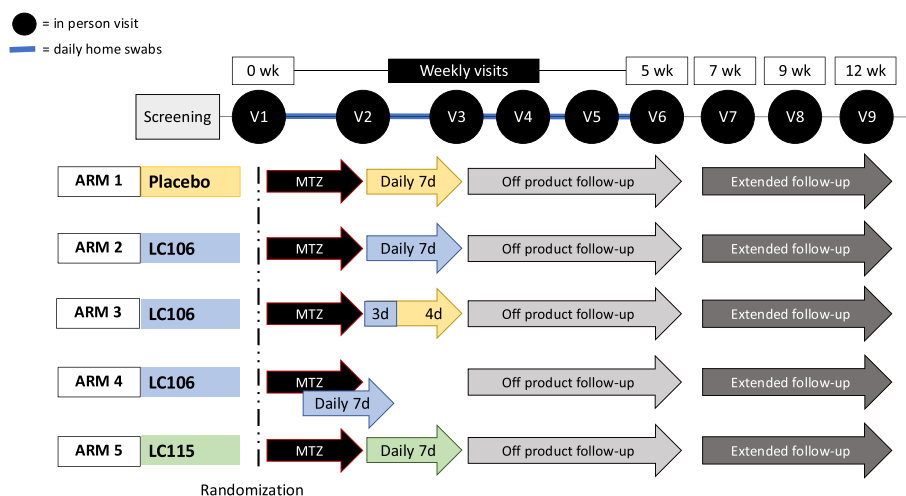 = in person visit
= daily home swabs
0 wk
Weekly visits
5 wk
7 wk
9 wk
12 wk
Screening
V1
V2
V3
V4
V5
V6
V7
V8
V9
ARM 1
Placebo
MTZ
Daily 7d
Off product follow-up
Extended follow-up
ARM 2
LC106
MTZ
Daily 7d
Off product follow-up
Extended follow-up
ARM 3
LC106
MTZ
3d
4d
Off product follow-up
Extended follow-up
ARM 4
LC106
MTZ
Daily 7d
Off product follow-up
Extended follow-up
ARM 5
LC115
MTZ
Daily 7d
Off product follow-up
Extended follow-up
Randomization